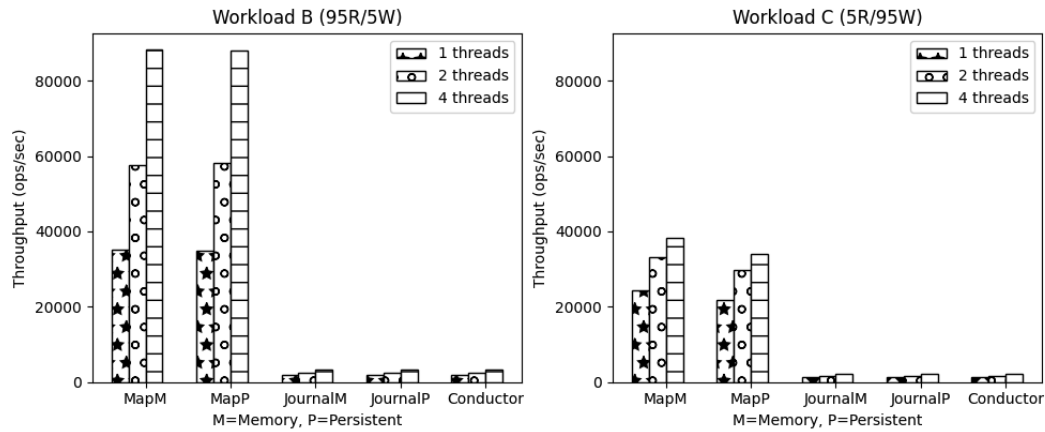 Workload B (95R/5W)
Throughput (ops/sec)
80000
60000
40000
20000
0
1 threads
2 threads
4 threads
MapM MapP JournalM JournalP Conductor
M=Memory, P=Persistent
Workload C (5R/95W)
Throughput (ops/sec)
80000
60000
40000
20000
0
1 threads
2 threads
4 threads
MapM MapP JournalM JournalP Conductor
M=Memory, P=Persistent